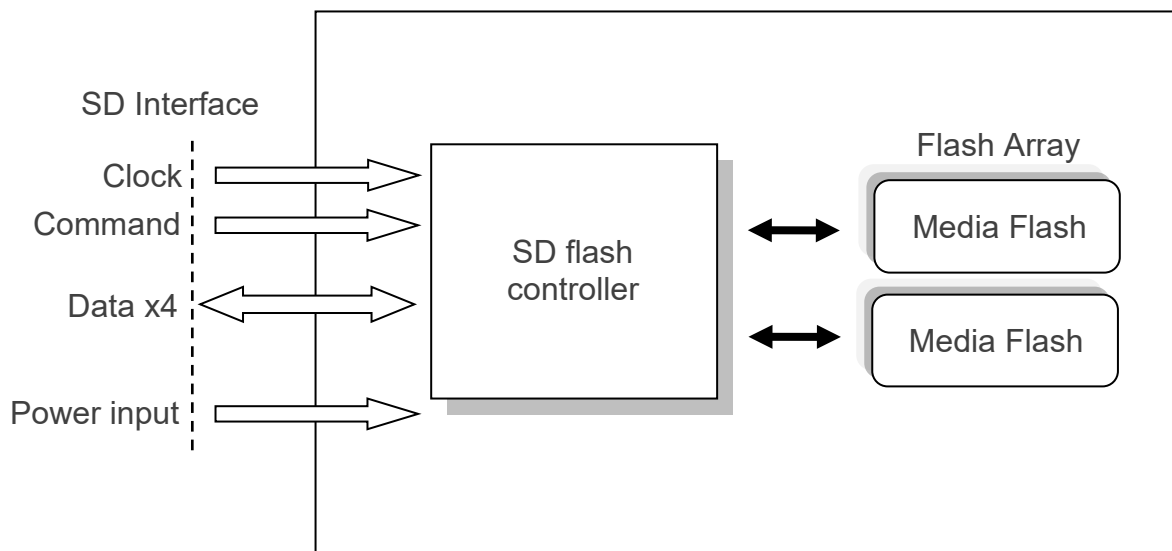 SD Interface
Clock
Command
Data x4
Power input
SD flash
controller
Flash Array
Media Flash
Media Flash